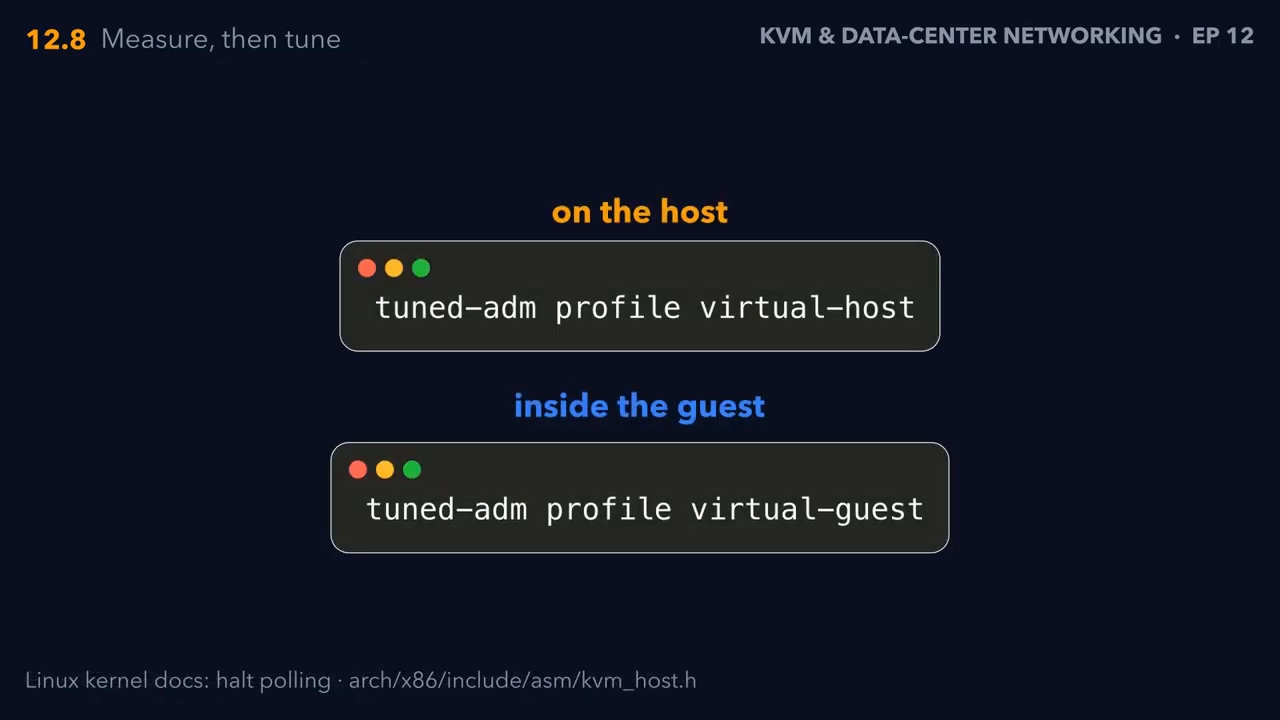 12.8 Measure, then tune
KVM & DATA-CENTER NETWORKING · EP 12
on the host
tuned-adm profile virtual-host
inside the guest
tuned-adm profile virtual-guest
Linux kernel docs: halt polling · arch/x86/include/asm/kvm_host.h